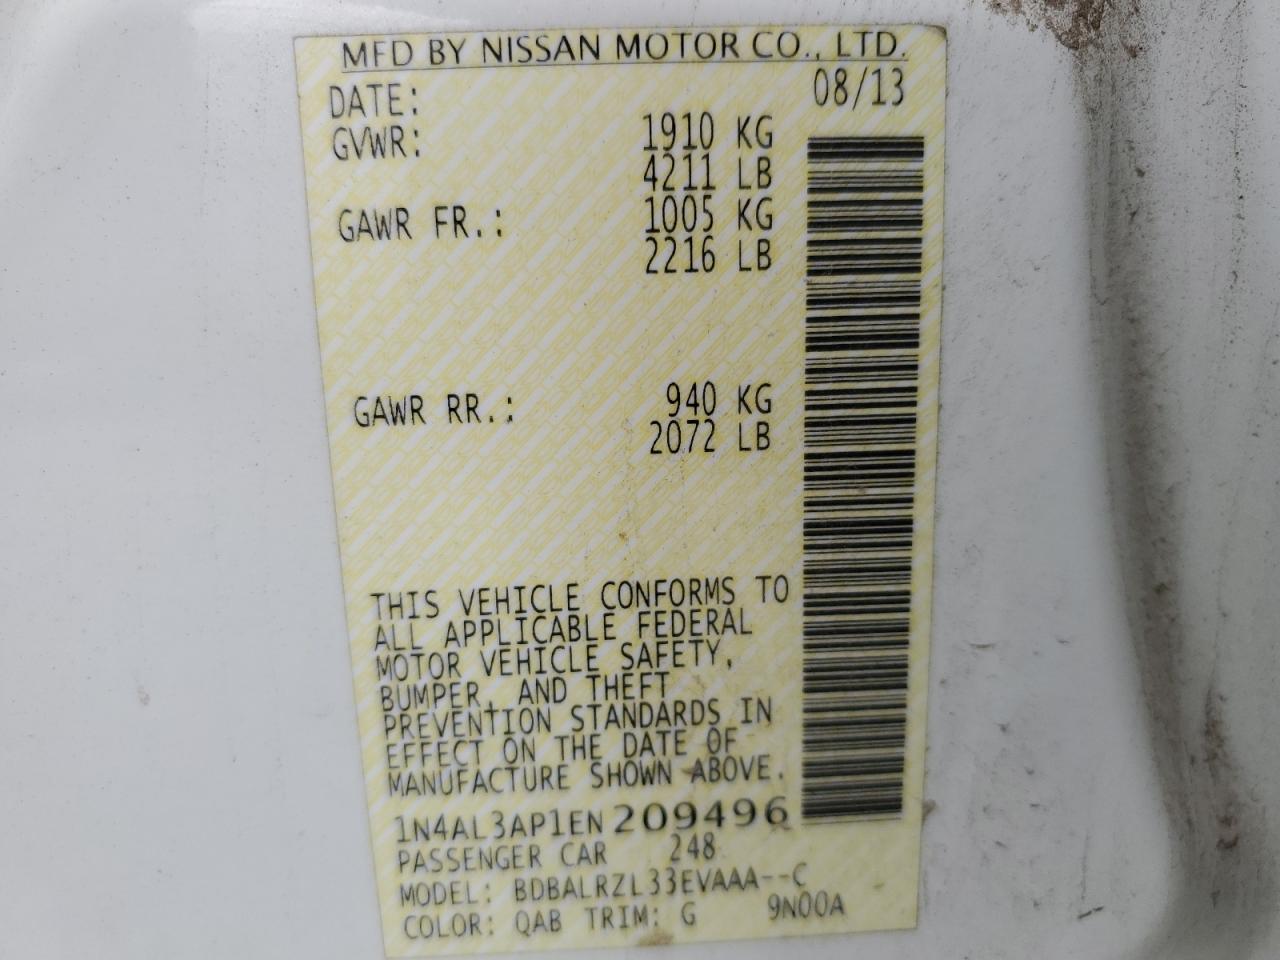 MFD BY NISSAN MOTOR CO., LTD.
DATE: 08/13
GVWR: 1910 KG
4211 LB
GAWR FR.: 1005 KG
2216 LB
GAWR RR.: 940 KG
2072 LB
THIS VEHICLE CONFORMS TO
ALL APPLICABLE FEDERAL
MOTOR VEHICLE SAFETY,
BUMPER, AND THEFT
PREVENTION STANDARDS IN
EFFECT ON THE DATE OF
MANUFACTURE SHOWN ABOVE.
1N4AL3AP1EN209496
PASSENGER CAR 248
MODEL: BDBALRZL33EVAAA--C
COLOR: QAB TRIM: G 9N00A